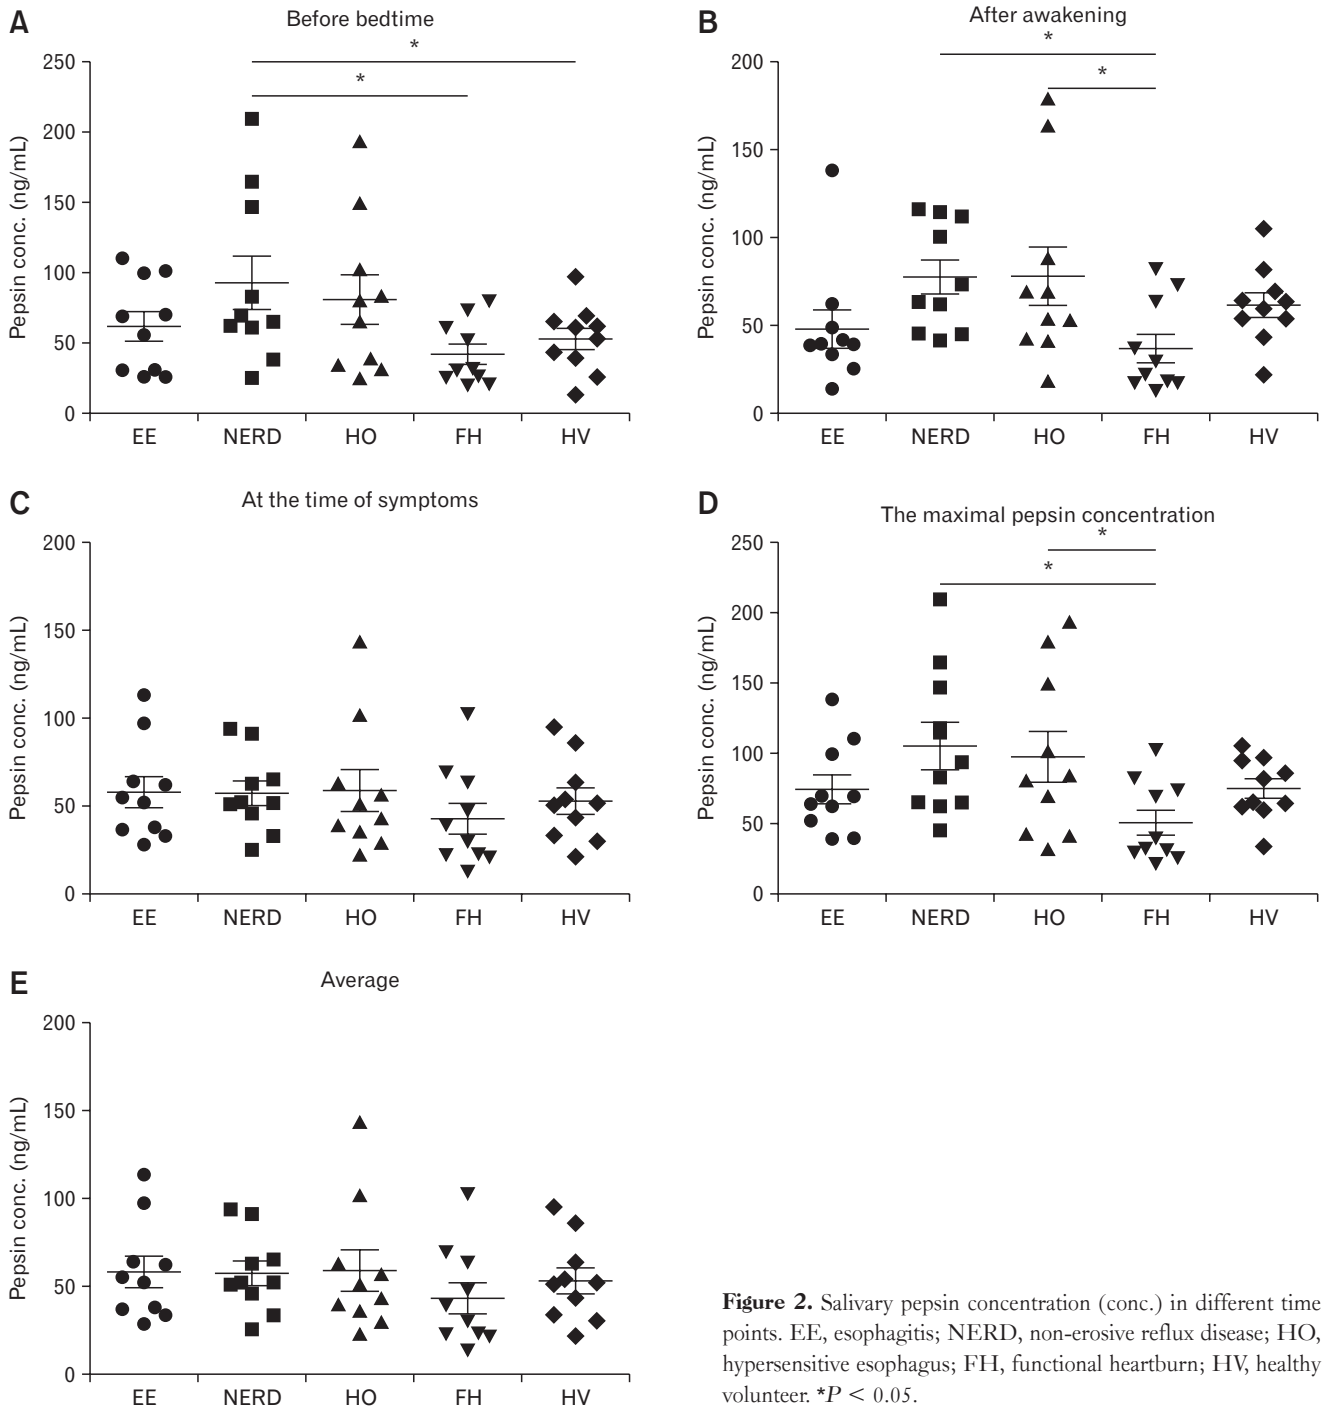 A
Before bedtime
*
*
250
200
150
100
50
0
Pepsin conc. (ng/mL)
EE NERD HO FH HV
B
After awakening
*
*
200
150
100
50
0
Pepsin conc. (ng/mL)
EE NERD HO FH HV
C
At the time of symptoms
200
150
100
50
0
Pepsin conc. (ng/mL)
EE NERD HO FH HV
D
The maximal pepsin concentration
*
*
250
200
150
100
50
0
Pepsin conc. (ng/mL)
EE NERD HO FH HV
E
Average
200
150
100
50
0
Pepsin conc. (ng/mL)
EE NERD HO FH HV
Figure 2. Salivary pepsin concentration (conc.) in different time
points. EE, esophagitis; NERD, non-erosive reflux disease; HO,
hypersensitive esophagus; FH, functional heartburn; HV, healthy
volunteer. *P < 0.05.